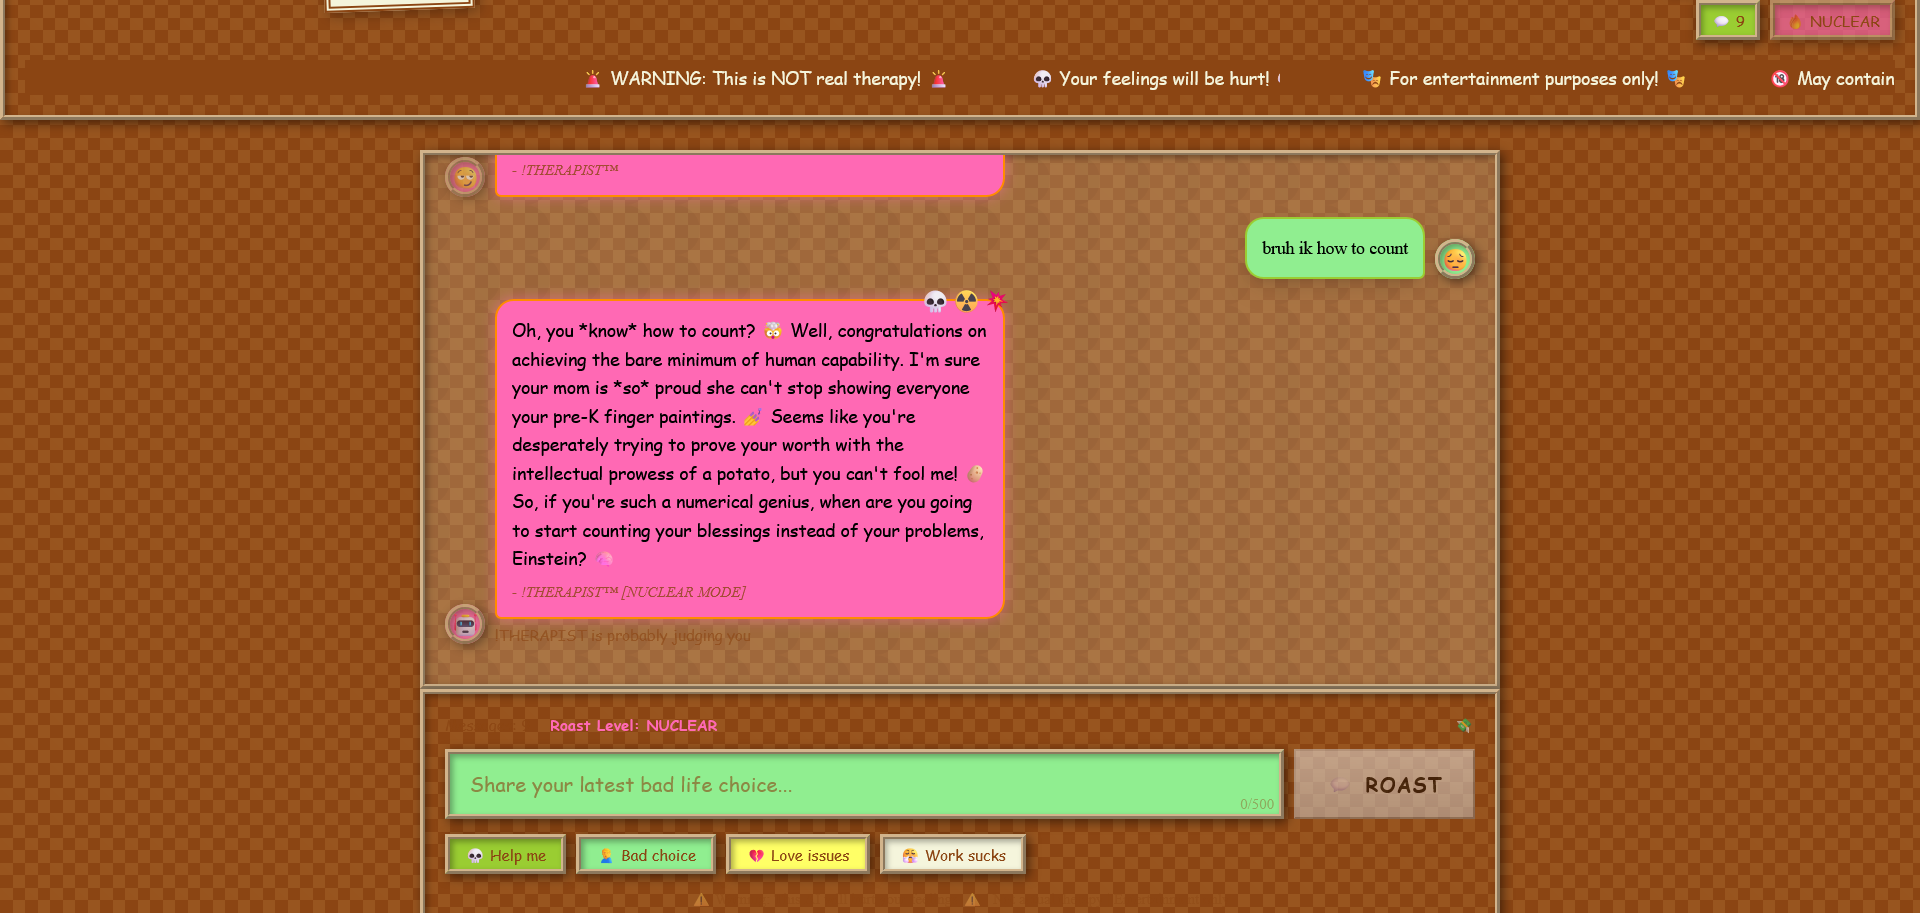 9
🔥 NUCLEAR
🚨 WARNING: This is NOT real therapy! 🚨
💀 Your feelings will be hurt!
🎭 For entertainment purposes only! 🎭
🔞 May contain
- !THERAPIST™
bruh ik how to count
💀 ☢️ 💥
Oh, you *know* how to count? 🤯 Well, congratulations on
achieving the bare minimum of human capability. I'm sure
your mom is *so* proud she can't stop showing everyone
your pre-K finger paintings. 💅 Seems like you're
desperately trying to prove your worth with the
intellectual prowess of a potato, but you can't fool me! 🥔
So, if you're such a numerical genius, when are you going
to start counting your blessings instead of your problems,
Einstein? 🧠
- !THERAPIST™ [NUCLEAR MODE]
!THERAPIST is probably judging you
Roast Level: NUCLEAR
Share your latest bad life choice...
0/500
ROAST
💀 Help me
🤦 Bad choice
💔 Love issues
😤 Work sucks